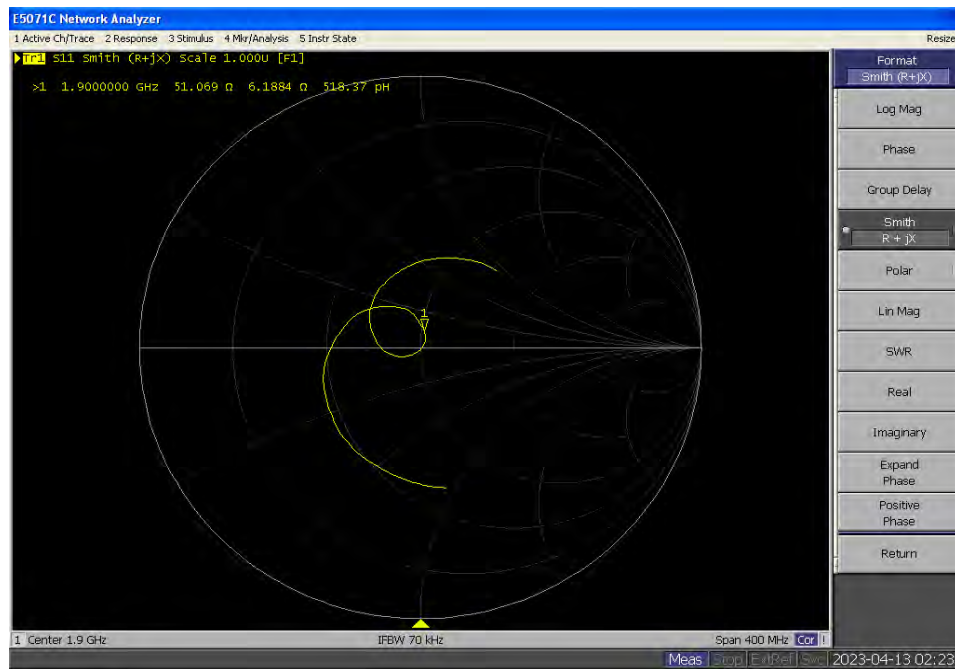 E5071C Network Analyzer
1 Active Ch/Trace 2 Response 3 Stimulus 4 Mkr/Analysis 5 Instr State
Resize
Tr1 S11 Smith (R+jX) Scale 1.000U [F1]
>1 1.9000000 GHz 51.069 Ω 6.1884 Ω 518.37 pH
1
Format
Smith (R+jX)
Log Mag
Phase
Group Delay
Smith
R + jX
Polar
Lin Mag
SWR
Real
Imaginary
Expand
Phase
Positive
Phase
Return
1 Center 1.9 GHz
IFBW 70 kHz
Span 400 MHz Cor !
Meas Stop ExtRef Svc 2023-04-13 02:23